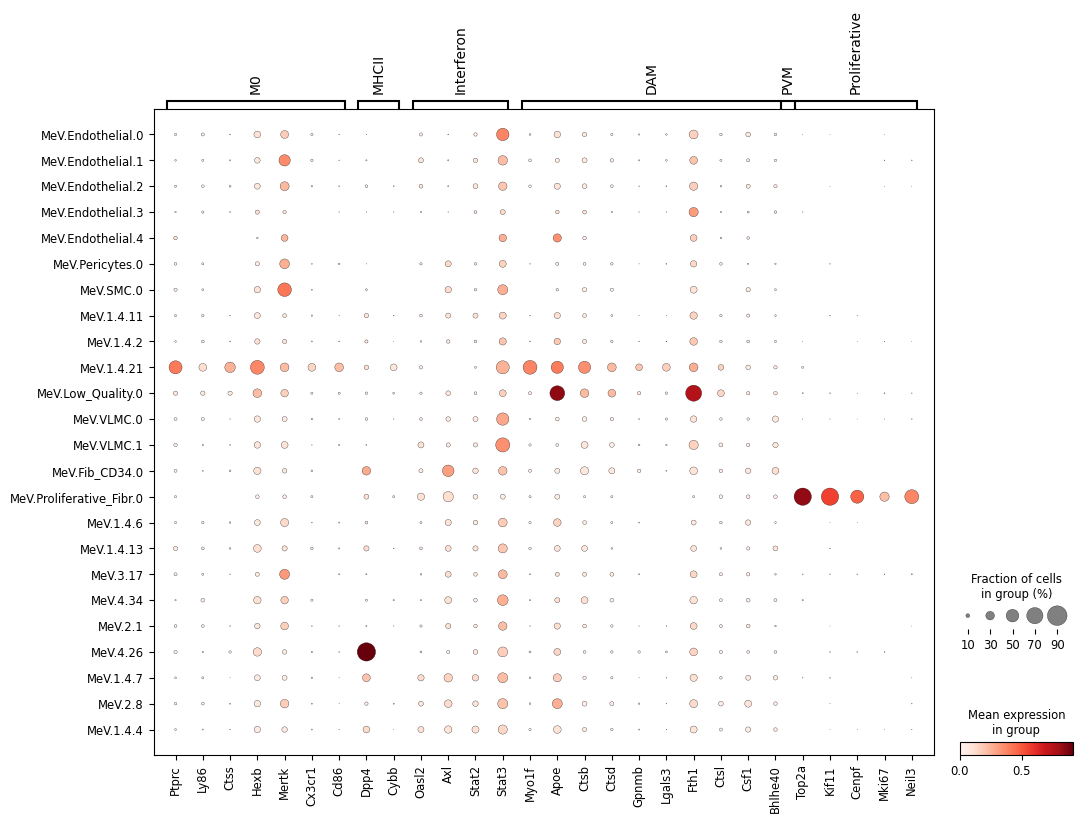 M0
MHCII
Interferon
DAM
PVM
Proliferative
MeV.Endothelial.0
MeV.Endothelial.1
MeV.Endothelial.2
MeV.Endothelial.3
MeV.Endothelial.4
MeV.Pericytes.0
MeV.SMC.0
MeV.1.4.11
MeV.1.4.2
MeV.1.4.21
MeV.Low_Quality.0
MeV.VLMC.0
MeV.VLMC.1
MeV.Fib_CD34.0
MeV.Proliferative_Fibr.0
MeV.1.4.6
MeV.1.4.13
MeV.3.17
MeV.4.34
MeV.2.1
MeV.4.26
MeV.1.4.7
MeV.2.8
MeV.1.4.4
Ptprc
Ly86
Ctss
Hexb
Mertk
Cx3cr1
Cd86
Dpp4
Cybb
Oasl2
Axl
Stat2
Stat3
Myo1f
Apoe
Ctsb
Ctsd
Gpnmb
Lgals3
Fth1
Ctsl
Csf1
Bhlhe40
Top2a
Kif11
Cenpf
Mki67
Neil3
Fraction of cells
in group (%)
10 30 50 70 90
Mean expression
in group
0.0 0.5